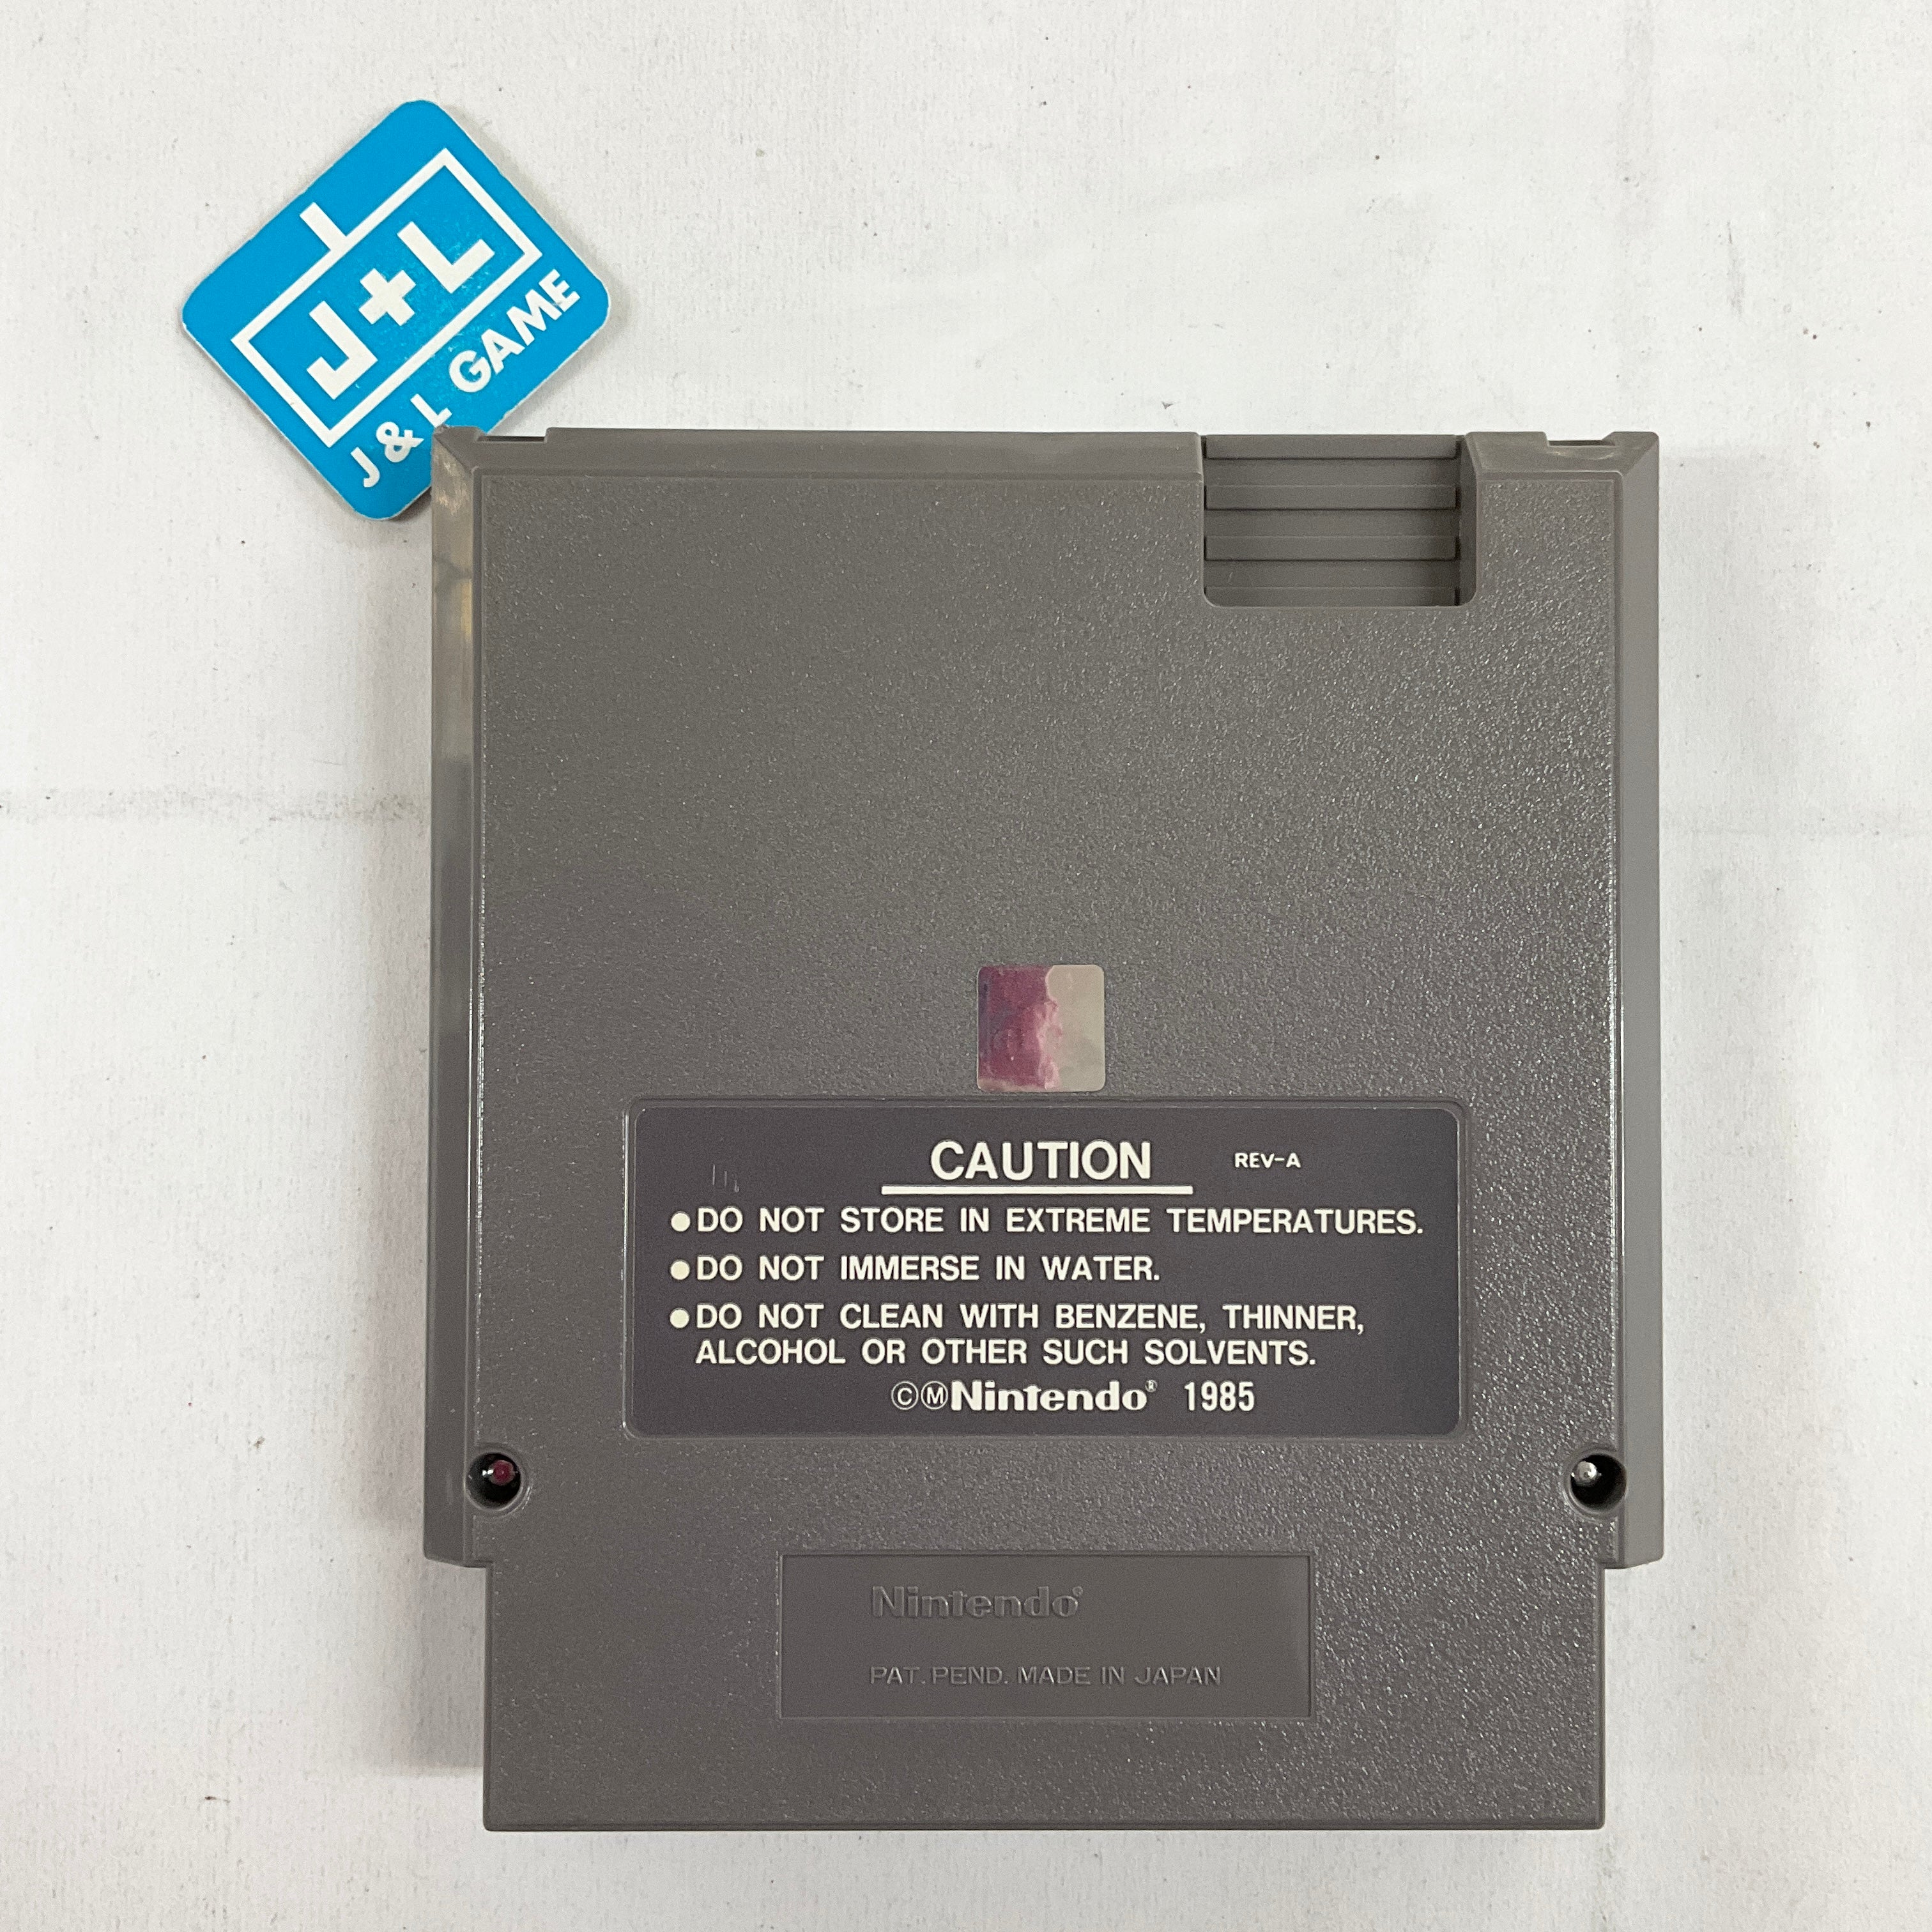 J+L
J & L GAME
CAUTION REV-A
●DO NOT STORE IN EXTREME TEMPERATURES.
●DO NOT IMMERSE IN WATER.
●DO NOT CLEAN WITH BENZENE, THINNER,
ALCOHOL OR OTHER SUCH SOLVENTS.
©ⓂNintendo® 1985
Nintendo®
PAT. PEND. MADE IN JAPAN